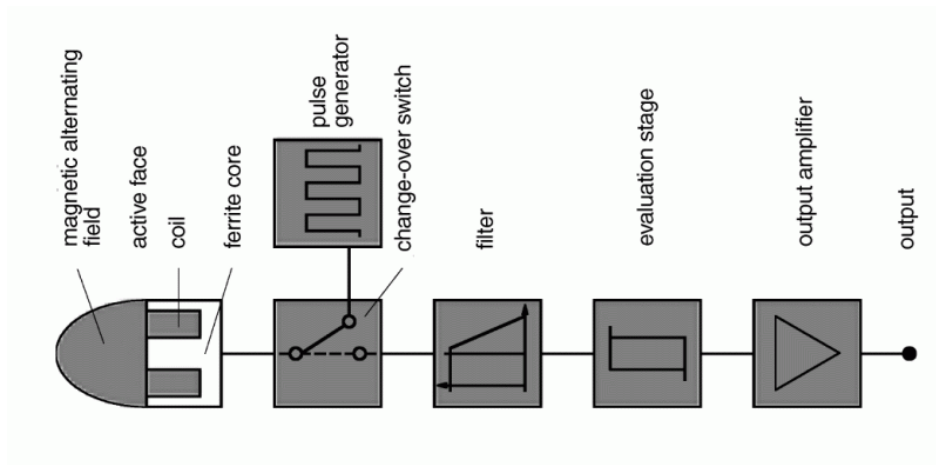 magnetic alternating
field
active face
coil
ferrite core
pulse
generator
change-over switch
filter
evaluation stage
output amplifier
output